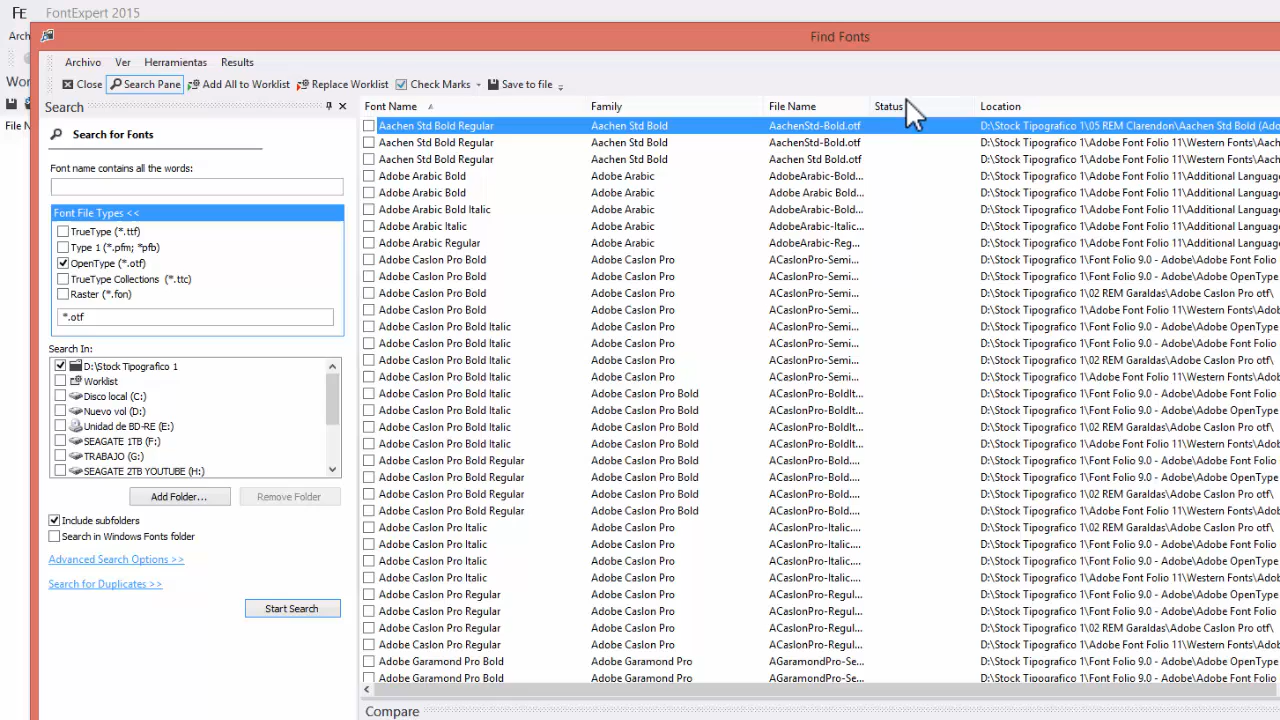 FE FontExpert 2015
Arch
Find Fonts
Archivo Ver Herramientas Results
Wor
Close Search Pane Add All to Worklist Replace Worklist Check Marks Save to file
File N
Search
Search for Fonts
Font name contains all the words:
Font File Types <<
TrueType (*.ttf)
Type 1 (*.pfm; *pfb)
OpenType (*.otf)
TrueType Collections (*.ttc)
Raster (*.fon)
*.otf
Search In:
D:\Stock Tipografico 1
Worklist
Disco local (C:)
Nuevo vol (D:)
Unidad de BD-RE (E:)
SEAGATE 1TB (F:)
TRABAJO (G:)
SEAGATE 2TB YOUTUBE (H:)
Add Folder... Remove Folder
Include subfolders
Search in Windows Fonts folder
Advanced Search Options >>
Search for Duplicates >>
Start Search
Font Name Family File Name Status Location
Aachen Std Bold Regular Aachen Std Bold AachenStd-Bold.otf D:\Stock Tipografico 1\05 REM Clarendon\Aachen Std Bold (Ado
Aachen Std Bold Regular Aachen Std Bold AachenStd-Bold.otf D:\Stock Tipografico 1\Adobe Font Folio 11\Western Fonts\Aach
Aachen Std Bold Regular Aachen Std Bold Aachen Std Bold.otf D:\Stock Tipografico 1\Adobe Font Folio 11\Western Fonts\Aach
Adobe Arabic Bold Adobe Arabic AdobeArabic-Bold... D:\Stock Tipografico 1\Adobe Font Folio 11\Additional Language
Adobe Arabic Bold Adobe Arabic Adobe Arabic Bold... D:\Stock Tipografico 1\Adobe Font Folio 11\Additional Language
Adobe Arabic Bold Italic Adobe Arabic AdobeArabic-Bold... D:\Stock Tipografico 1\Adobe Font Folio 11\Additional Language
Adobe Arabic Italic Adobe Arabic AdobeArabic-Italic... D:\Stock Tipografico 1\Adobe Font Folio 11\Additional Language
Adobe Arabic Regular Adobe Arabic AdobeArabic-Reg... D:\Stock Tipografico 1\Adobe Font Folio 11\Additional Language
Adobe Caslon Pro Bold Adobe Caslon Pro ACaslonPro-Semi... D:\Stock Tipografico 1\Font Folio 9.0 - Adobe\Adobe Font Folio
Adobe Caslon Pro Bold Adobe Caslon Pro ACaslonPro-Semi... D:\Stock Tipografico 1\Font Folio 9.0 - Adobe\Adobe OpenType
Adobe Caslon Pro Bold Adobe Caslon Pro ACaslonPro-Semi... D:\Stock Tipografico 1\02 REM Garaldas\Adobe Caslon Pro otf\
Adobe Caslon Pro Bold Adobe Caslon Pro ACaslonPro-Semi... D:\Stock Tipografico 1\Adobe Font Folio 11\Western Fonts\Ado
Adobe Caslon Pro Bold Italic Adobe Caslon Pro ACaslonPro-Semi... D:\Stock Tipografico 1\Font Folio 9.0 - Adobe\Adobe Font Folio
Adobe Caslon Pro Bold Italic Adobe Caslon Pro ACaslonPro-Semi... D:\Stock Tipografico 1\Font Folio 9.0 - Adobe\Adobe OpenType
Adobe Caslon Pro Bold Italic Adobe Caslon Pro ACaslonPro-Semi... D:\Stock Tipografico 1\02 REM Garaldas\Adobe Caslon Pro otf\
Adobe Caslon Pro Bold Italic Adobe Caslon Pro ACaslonPro-Semi... D:\Stock Tipografico 1\Adobe Font Folio 11\Western Fonts\Ado
Adobe Caslon Pro Bold Italic Adobe Caslon Pro Bold ACaslonPro-BoldIt... D:\Stock Tipografico 1\Font Folio 9.0 - Adobe\Adobe Font Folio
Adobe Caslon Pro Bold Italic Adobe Caslon Pro Bold ACaslonPro-BoldIt... D:\Stock Tipografico 1\Font Folio 9.0 - Adobe\Adobe OpenType
Adobe Caslon Pro Bold Italic Adobe Caslon Pro Bold ACaslonPro-BoldIt... D:\Stock Tipografico 1\02 REM Garaldas\Adobe Caslon Pro otf\
Adobe Caslon Pro Bold Italic Adobe Caslon Pro Bold ACaslonPro-BoldIt... D:\Stock Tipografico 1\Adobe Font Folio 11\Western Fonts\Ado
Adobe Caslon Pro Bold Regular Adobe Caslon Pro Bold ACaslonPro-Bold.... D:\Stock Tipografico 1\Font Folio 9.0 - Adobe\Adobe Font Folio
Adobe Caslon Pro Bold Regular Adobe Caslon Pro Bold ACaslonPro-Bold.... D:\Stock Tipografico 1\Font Folio 9.0 - Adobe\Adobe OpenType
Adobe Caslon Pro Bold Regular Adobe Caslon Pro Bold ACaslonPro-Bold.... D:\Stock Tipografico 1\02 REM Garaldas\Adobe Caslon Pro otf\
Adobe Caslon Pro Bold Regular Adobe Caslon Pro Bold ACaslonPro-Bold.... D:\Stock Tipografico 1\Adobe Font Folio 11\Western Fonts\Ado
Adobe Caslon Pro Italic Adobe Caslon Pro ACaslonPro-Italic.... D:\Stock Tipografico 1\02 REM Garaldas\Adobe Caslon Pro otf\
Adobe Caslon Pro Italic Adobe Caslon Pro ACaslonPro-Italic.... D:\Stock Tipografico 1\Font Folio 9.0 - Adobe\Adobe OpenType
Adobe Caslon Pro Italic Adobe Caslon Pro ACaslonPro-Italic.... D:\Stock Tipografico 1\Font Folio 9.0 - Adobe\Adobe Font Folio
Adobe Caslon Pro Italic Adobe Caslon Pro ACaslonPro-Italic.... D:\Stock Tipografico 1\Adobe Font Folio 11\Western Fonts\Ado
Adobe Caslon Pro Regular Adobe Caslon Pro ACaslonPro-Regul... D:\Stock Tipografico 1\Font Folio 9.0 - Adobe\Adobe OpenType
Adobe Caslon Pro Regular Adobe Caslon Pro ACaslonPro-Regul... D:\Stock Tipografico 1\Font Folio 9.0 - Adobe\Adobe Font Folio
Adobe Caslon Pro Regular Adobe Caslon Pro ACaslonPro-Regul... D:\Stock Tipografico 1\02 REM Garaldas\Adobe Caslon Pro otf\
Adobe Caslon Pro Regular Adobe Caslon Pro ACaslonPro-Regul... D:\Stock Tipografico 1\Adobe Font Folio 11\Western Fonts\Ado
Adobe Garamond Pro Bold Adobe Garamond Pro AGaramondPro-Se... D:\Stock Tipografico 1\Font Folio 9.0 - Adobe\Adobe OpenType
Adobe Garamond Pro Bold Adobe Garamond Pro AGaramondPro-Se... D:\Stock Tipografico 1\Font Folio 9.0 - Adobe\Adobe Font Folio
Compare